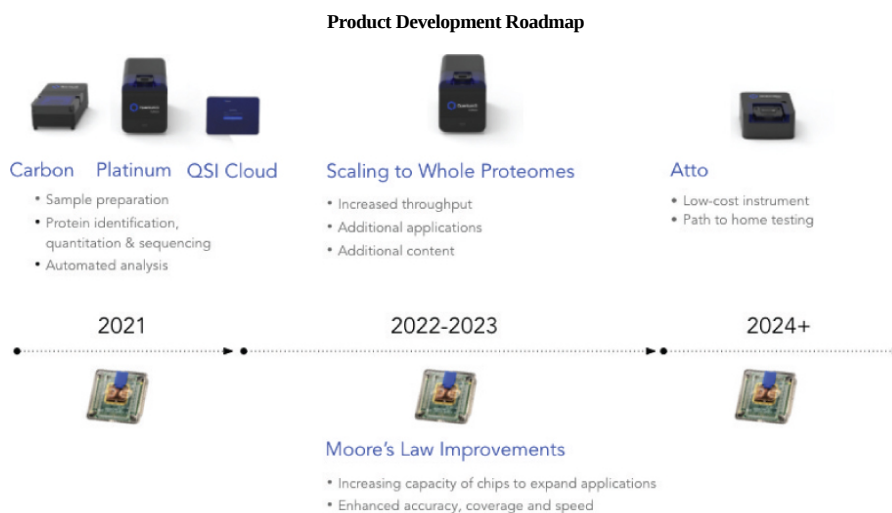 Product Development Roadmap
Carbon Platinum QSI Cloud
• Sample preparation
• Protein identification,
quantitation & sequencing
• Automated analysis
Scaling to Whole Proteomes
• Increased throughput
• Additional applications
• Additional content
Atto
• Low-cost instrument
• Path to home testing
2021
2022-2023
2024+
Moore's Law Improvements
• Increasing capacity of chips to expand applications
• Enhanced accuracy, coverage and speed